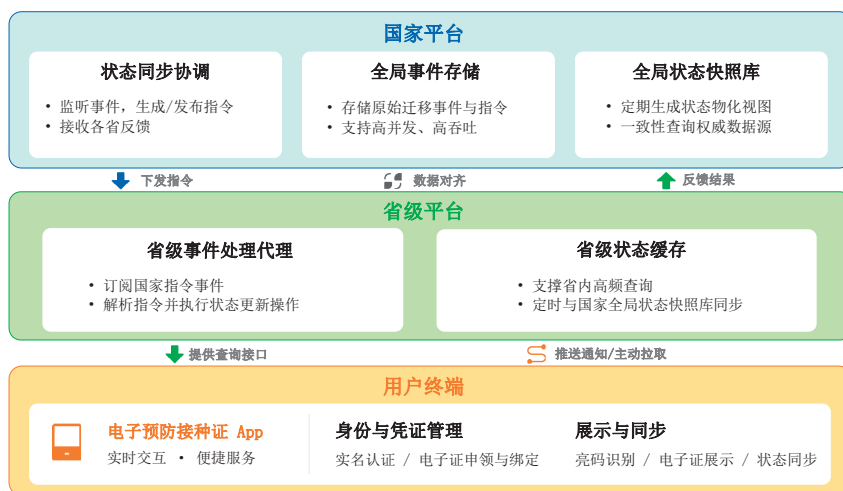 国家平台
状态同步协调
• 监听事件，生成/发布指令
• 接收各省反馈
全局事件存储
• 存储原始迁移事件与指令
• 支持高并发、高吞吐
全局状态快照库
• 定期生成状态物化视图
• 一致性查询权威数据源
下发指令
数据对齐
反馈结果
省级平台
省级事件处理代理
• 订阅国家指令事件
• 解析指令并执行状态更新操作
省级状态缓存
• 支撑省内高频查询
• 定时与国家全局状态快照库同步
提供查询接口
推送通知/主动拉取
用户终端
电子预防接种证 App
实时交互 • 便捷服务
身份与凭证管理
实名认证 / 电子证申领与绑定
展示与同步
亮码识别 / 电子证展示 / 状态同步